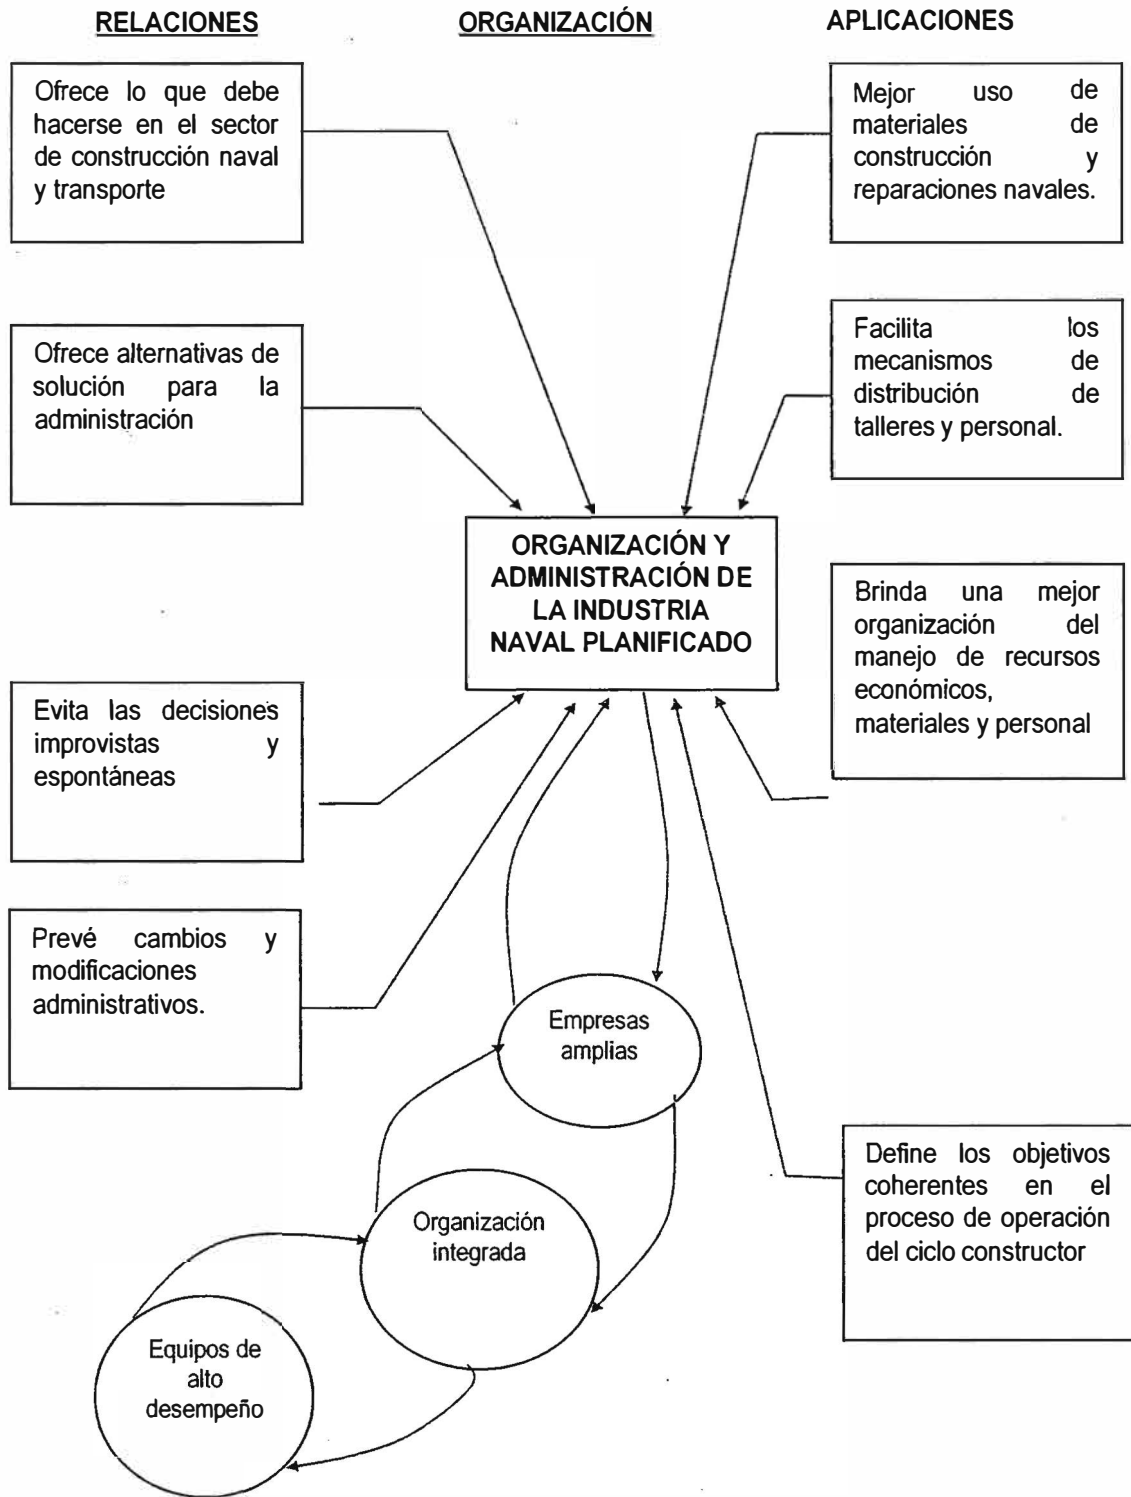 RELACIONES
ORGANIZACIÓN
APLICACIONES
Ofrece lo que debe
hacerse en el sector
de construcción naval
y transporte
Mejor uso de
materiales de
construcción y
reparaciones navales.
Ofrece alternativas de
solución para la
administración
Facilita los
mecanismos de
distribución de
talleres y personal.
ORGANIZACIÓN Y
ADMINISTRACIÓN DE
LA INDUSTRIA
NAVAL PLANIFICADO
Brinda una mejor
organización del
manejo de recursos
económicos,
materiales y personal
Evita las decisiones
improvistas y
espontáneas
Prevé cambios y
modificaciones
administrativos.
Empresas
amplias
Define los objetivos
coherentes en el
proceso de operación
del ciclo constructor
Organización
integrada
Equipos de
alto
desempeño